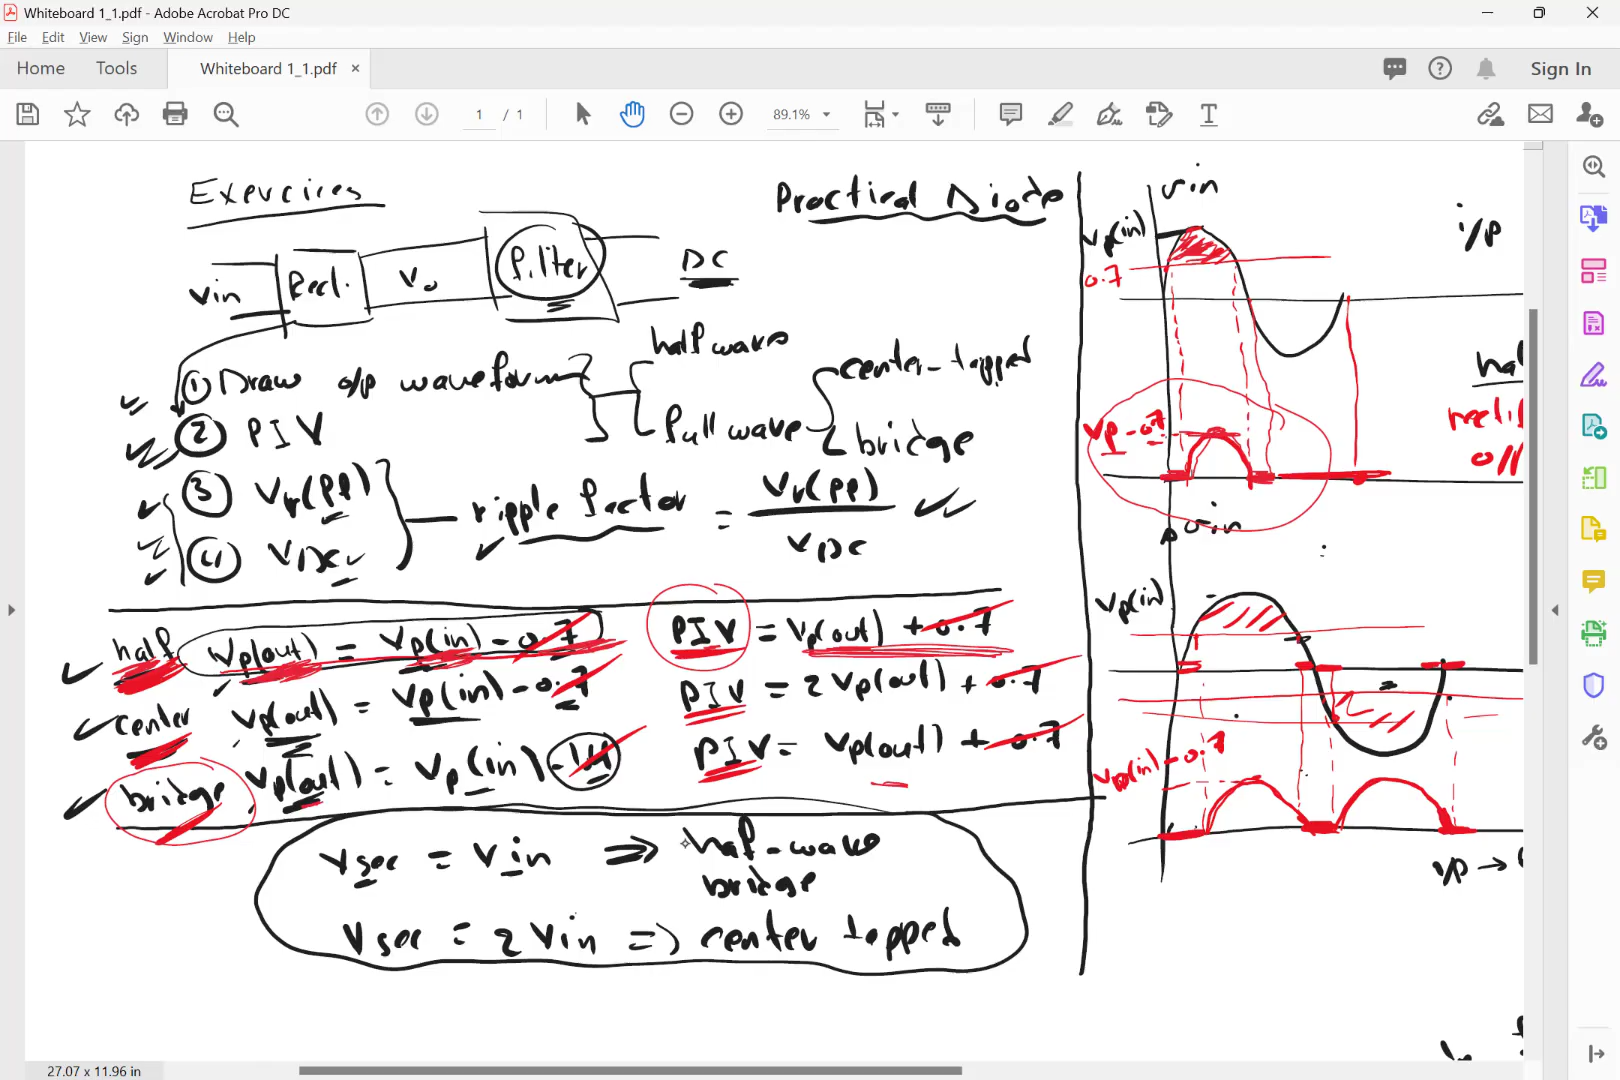 Whiteboard 1_1.pdf - Adobe Acrobat Pro DC
File Edit View Sign Window Help
Home Tools Whiteboard 1_1.pdf × Sign In
1 / 1 89.1%
Exercises
Practical Diode
Vin Rect. Vo filter DC
① Draw o/p waveform
half wave
full wave
center-tapped
bridge
② PIV
③ Vr(PP)
④ VDC
ripple factor = Vr(PP) / VDC
half Vp(out) = Vp(in) - 0.7
PIV = Vp(out) + 0.7
center Vp(out) = Vp(in) - 0.7
PIV = 2Vp(out) + 0.7
bridge Vp(out) = Vp(in) - 1.4
PIV = Vp(out) + 0.7
Vsec = Vin ⇒ haf-wave
bridge
Vsec = 2Vin ⇒ center tapped
Vin
Vp(in)
0.7
i/p
Vp-0.7
Vin
Vp(in)
Vp(in)-0.7
I/P →
27.07 x 11.96 in